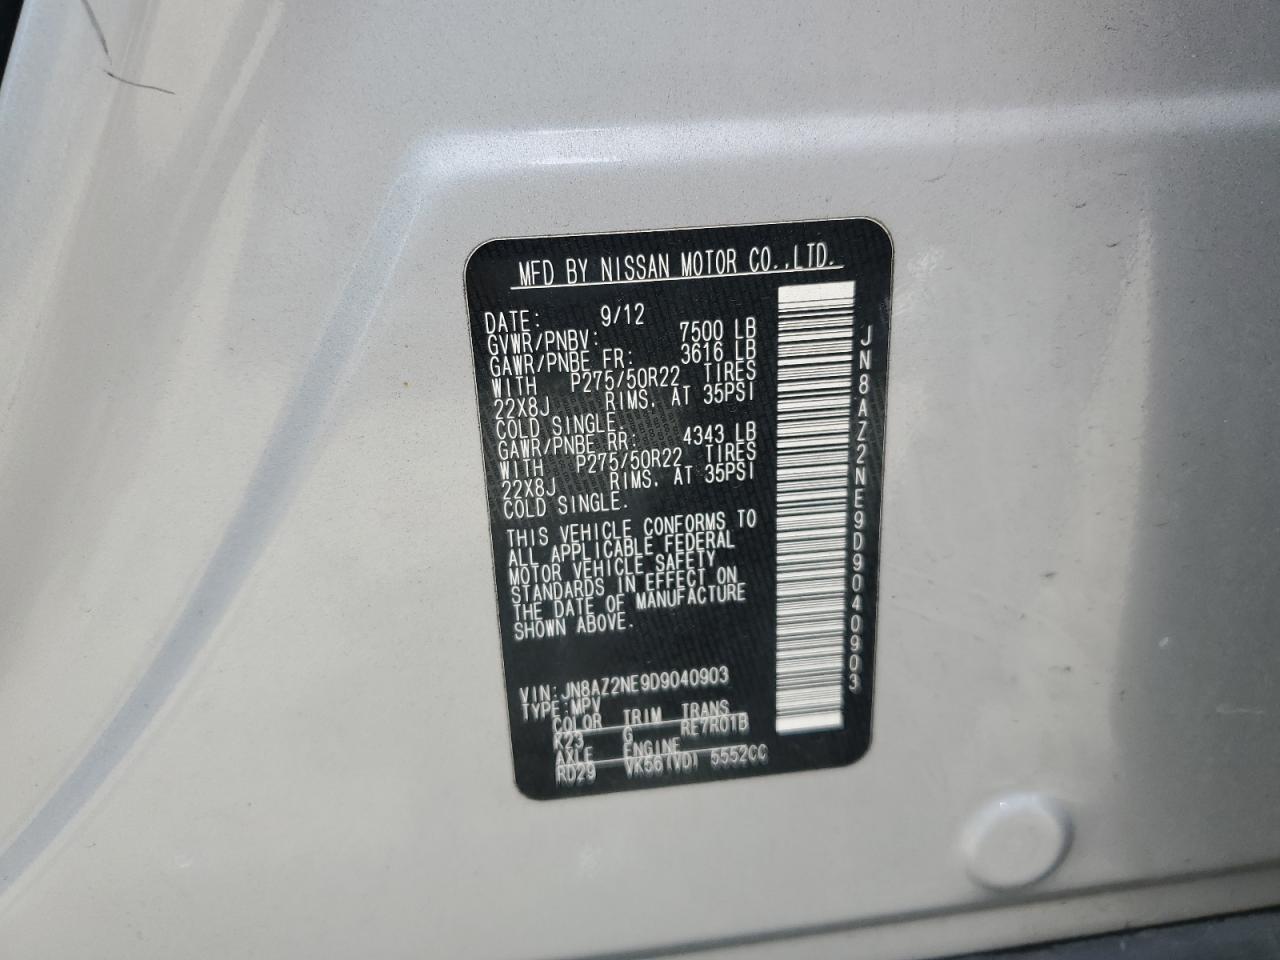 MFD BY NISSAN MOTOR CO.,LTD.
DATE: 9/12
GVWR/PNBV: 7500 LB
GAWR/PNBE FR: 3616 LB
WITH P275/50R22 TIRES
22X8J RIMS. AT 35PSI
COLD SINGLE.
GAWR/PNBE RR: 4343 LB
WITH P275/50R22 TIRES
22X8J RIMS. AT 35PSI
COLD SINGLE.
THIS VEHICLE CONFORMS TO
ALL APPLICABLE FEDERAL
MOTOR VEHICLE SAFETY
STANDARDS IN EFFECT ON
THE DATE OF MANUFACTURE
SHOWN ABOVE.
VIN:JN8AZ2NE9D9040903
TYPE:MPV
COLOR TRIM TRANS
K23 G RE7R01B
AXLE ENGINE
RD29 VK56(VD) 5552CC
JN8AZ2NE9D9040903